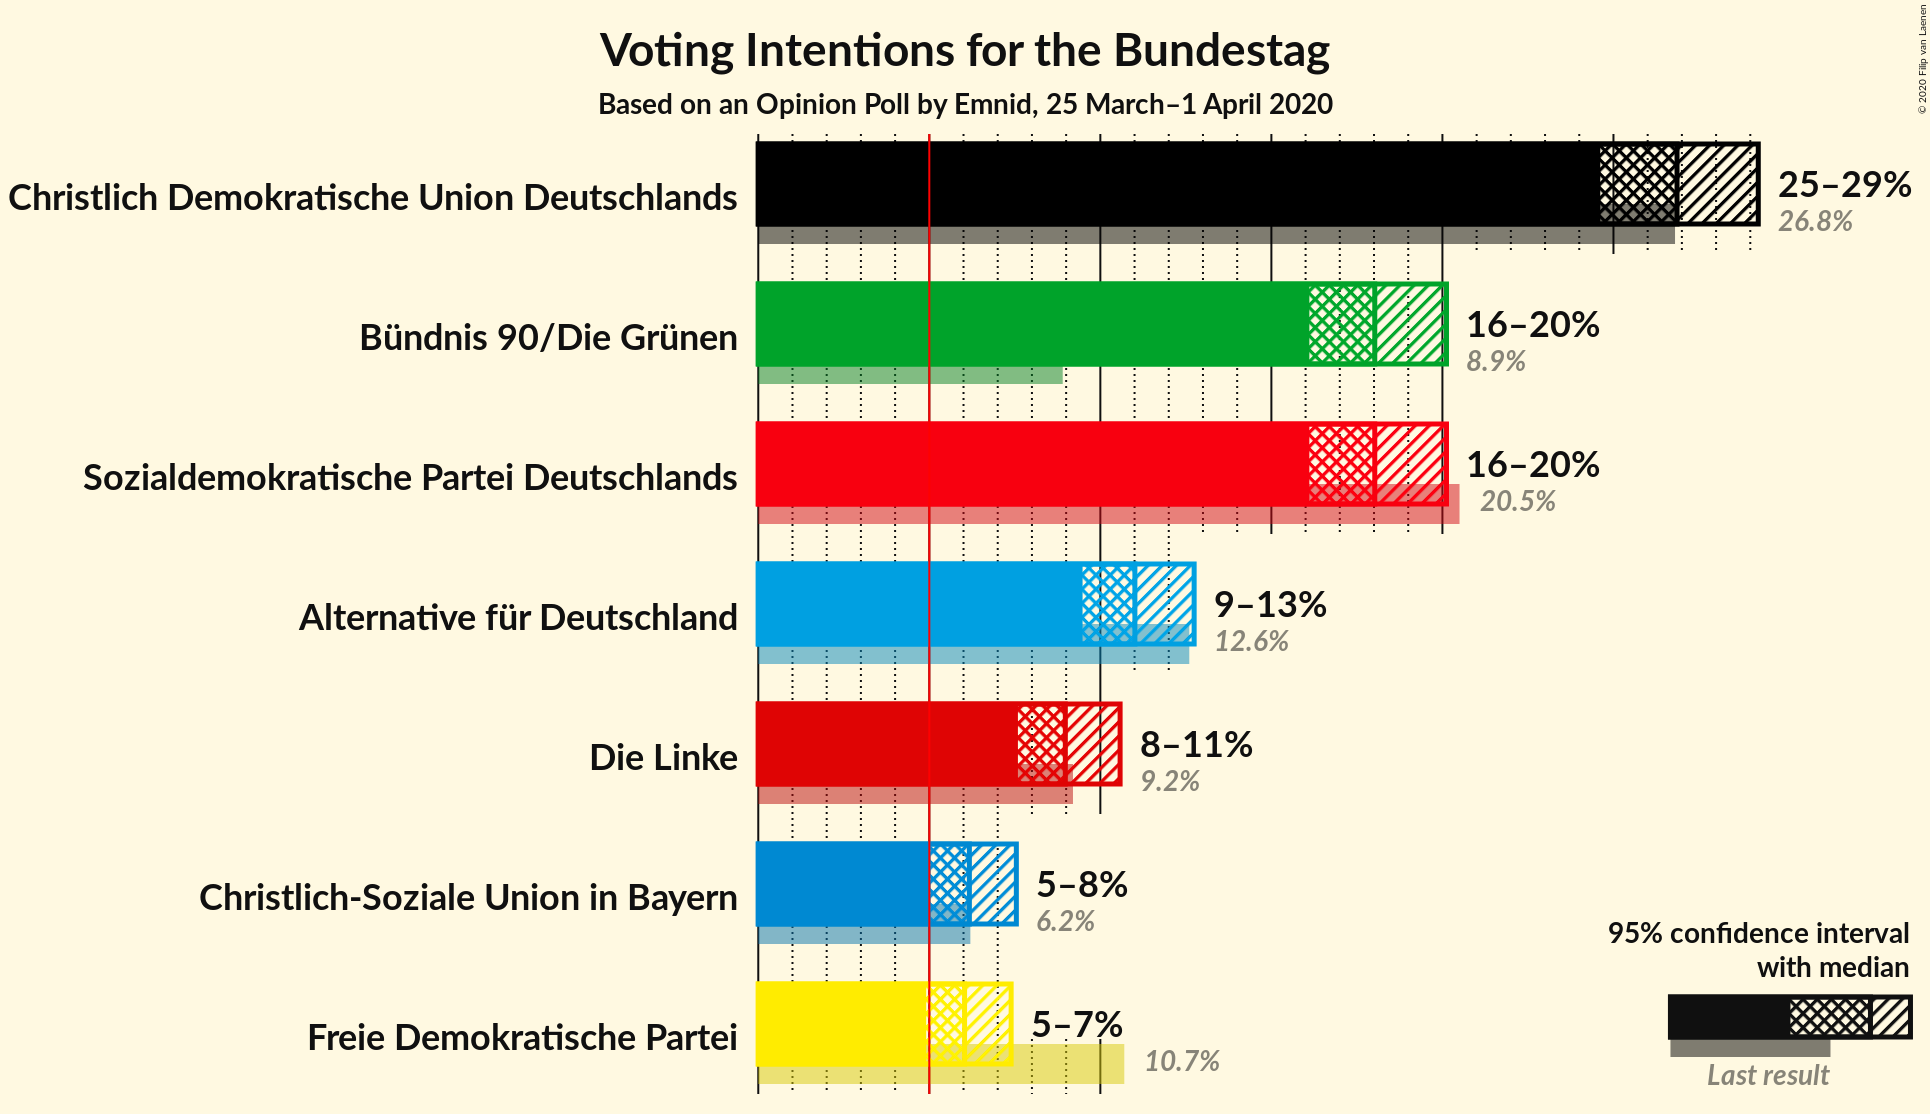 Voting Intentions for the Bundestag
Based on an Opinion Poll by Emnid, 25 March–1 April 2020
© 2020 Filip van Laenen
Christlich Demokratische Union Deutschlands
25–29%
26.8%
Bündnis 90/Die Grünen
16–20%
8.9%
Sozialdemokratische Partei Deutschlands
16–20%
20.5%
Alternative für Deutschland
9–13%
12.6%
Die Linke
8–11%
9.2%
Christlich-Soziale Union in Bayern
5–8%
6.2%
Freie Demokratische Partei
5–7%
10.7%
95% confidence interval
with median
Last result